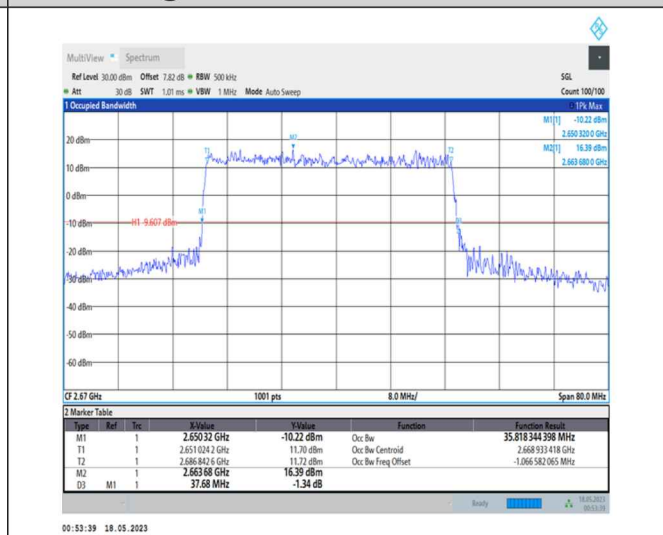 MultiView Spectrum
Ref Level 30.00 dBm Offset 7.82 dB RBW 500 kHz SGL
Att 30 dB SWT 1.01 ms VBW 1 MHz Mode Auto Sweep Count 100/100
1 Occupied Bandwidth 1Pk Max
M1[1] -10.22 dBm
2.650 320 0 GHz
M2[1] 16.39 dBm
2.663 680 0 GHz
20 dBm
M2
T1
T2
10 dBm
0 dBm
M1
-10 dBm
H1 -9.607 dBm
-20 dBm
-30 dBm
-40 dBm
-50 dBm
-60 dBm
CF 2.67 GHz 1001 pts 8.0 MHz/ Span 80.0 MHz
2 Marker Table
Type Ref Trc X-Value Y-Value Function Function Result
M1 1 2.650 32 GHz -10.22 dBm Occ Bw 35.818 344 398 MHz
T1 1 2.651 024 2 GHz 11.70 dBm Occ Bw Centroid 2.668 933 418 GHz
T2 1 2.686 842 6 GHz 11.72 dBm Occ Bw Freq Offset -1.066 582 065 MHz
M2 1 2.663 68 GHz 16.39 dBm
D3 M1 1 37.68 MHz -1.34 dB
Ready 18.05.2023
00:53:39
00:53:39 18.05.2023